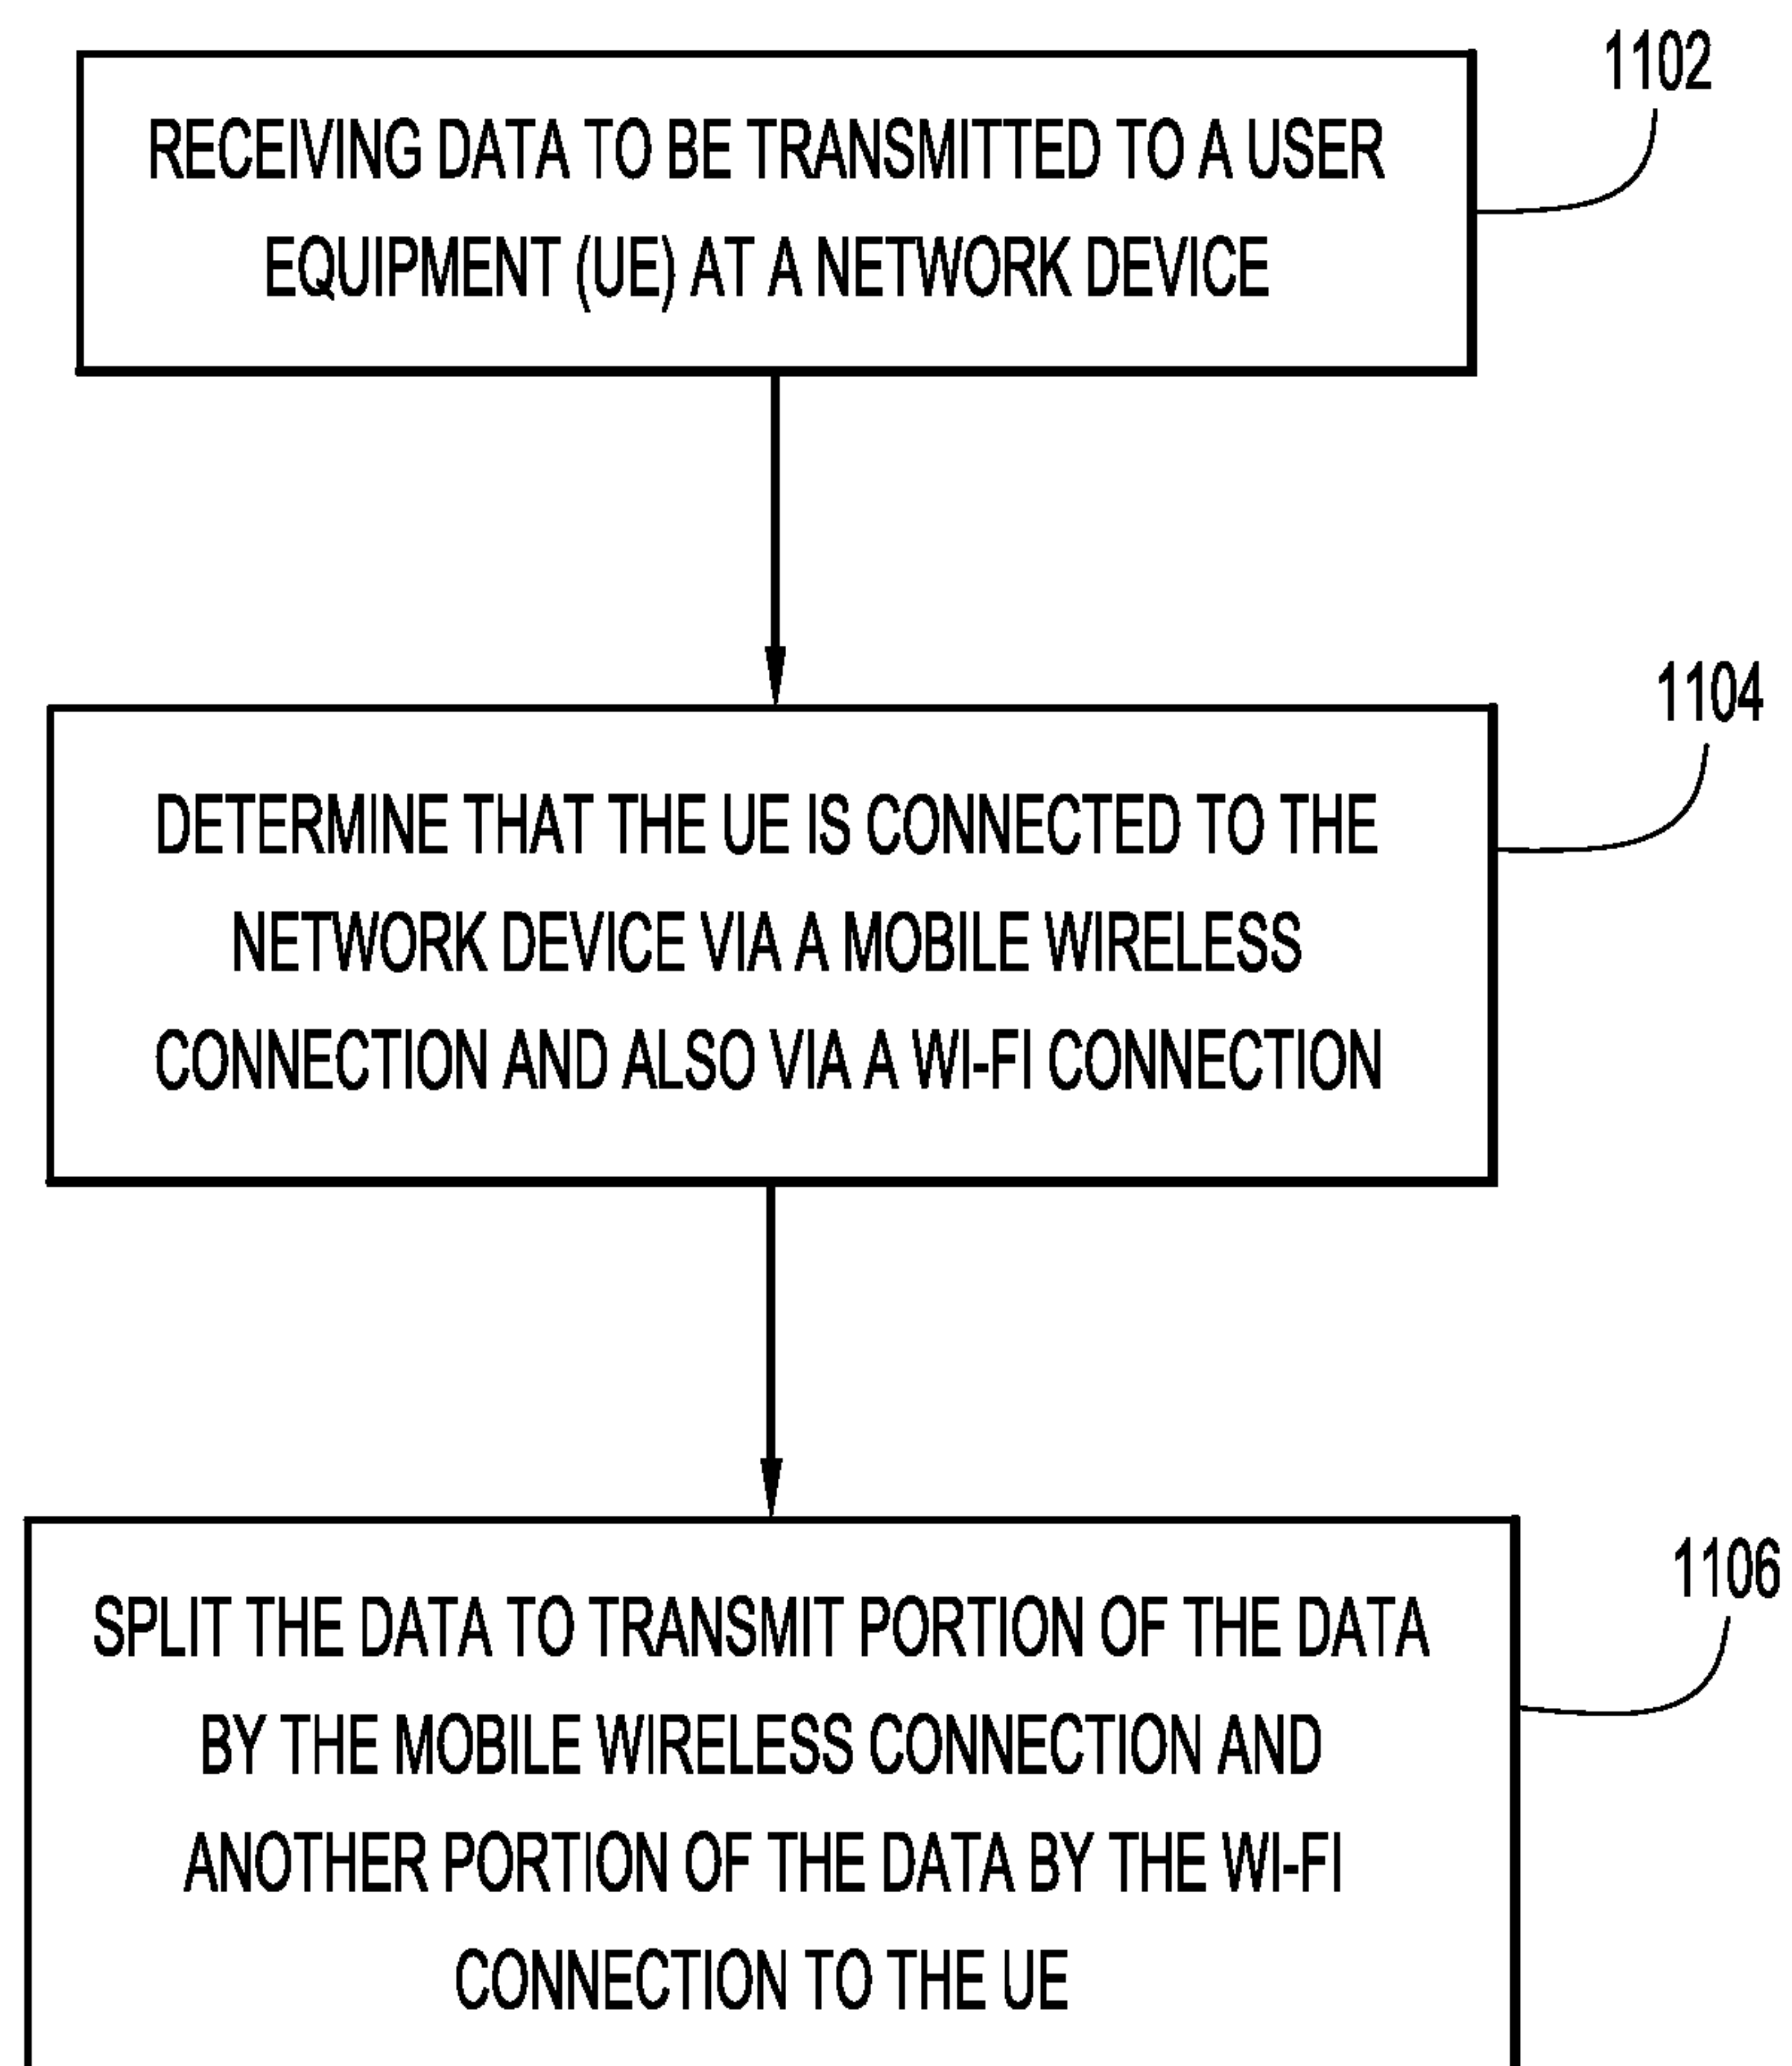 1102
RECEIVING DATA TO BE TRANSMITTED TO A USER
EQUIPMENT (UE) AT A NETWORK DEVICE
1104
DETERMINE THAT THE UE IS CONNECTED TO THE
NETWORK DEVICE VIA A MOBILE WIRELESS
CONNECTION AND ALSO VIA A WI-FI CONNECTION
1106
SPLIT THE DATA TO TRANSMIT PORTION OF THE DATA
BY THE MOBILE WIRELESS CONNECTION AND
ANOTHER PORTION OF THE DATA BY THE WI-FI
CONNECTION TO THE UE